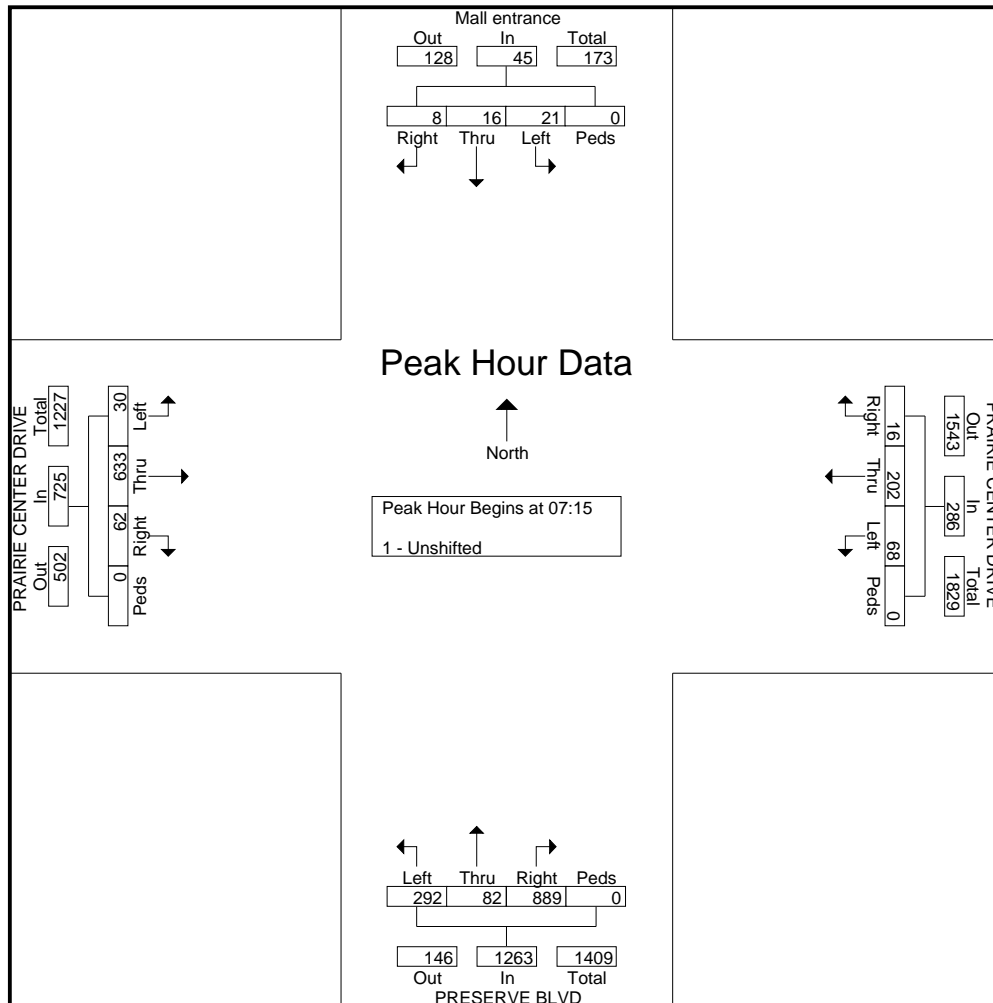 Mall entrance
Out In Total
128 45 173
8 16 21 0
Right Thru Left Peds
Peak Hour Data
North
Peak Hour Begins at 07:15
1 - Unshifted
PRAIRIE CENTER DRIVE
Out In Total
502 725 1227
30 633 62 0
Left Thru Right Peds
PRAIRIE CENTER DRIVE
Out In Total
1543 286 1829
16 202 68 0
Right Thru Left Peds
Left Thru Right Peds
292 82 889 0
146 1263 1409
Out In Total
PRESERVE BLVD